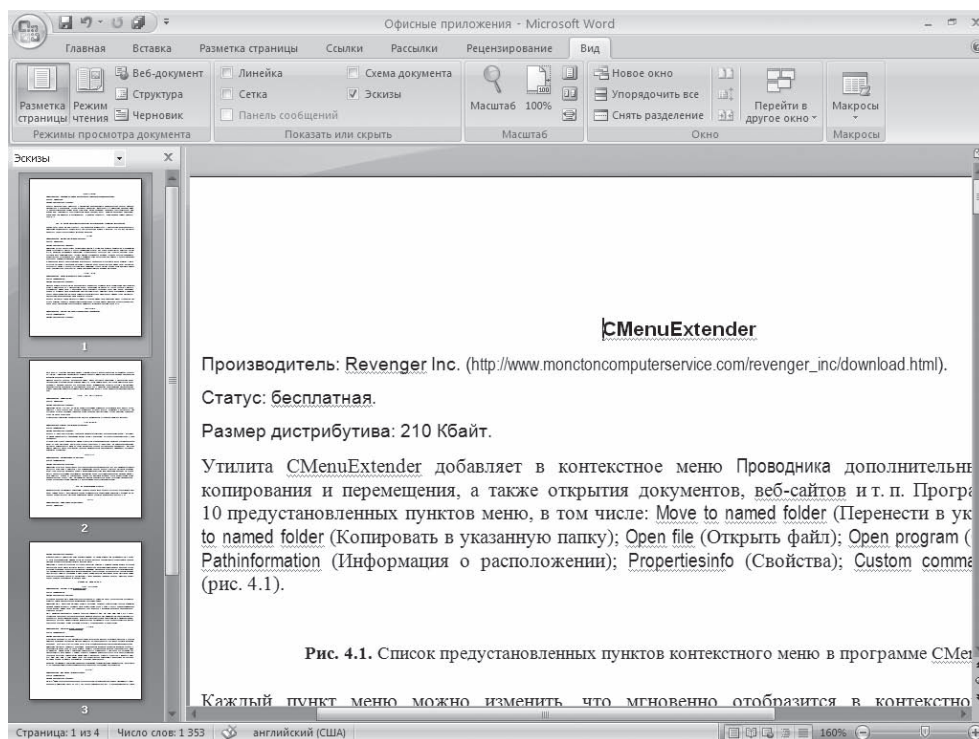 Офисные приложения - Microsoft Word
Главная Вставка Разметка страницы Ссылки Рассылки Рецензирование Вид
Разметка страницы
Режим чтения
Веб-документ
Структура
Черновик
Режимы просмотра документа
Линейка
Сетка
Панель сообщений
Схема документа
Эскизы
Показать или скрыть
Масштаб
100%
Масштаб
Новое окно
Упорядочить все
Снять разделение
Перейти в другое окно
Окно
Макросы
Макросы
Эскизы
1
2
3
CMenuExtender
Производитель: Revenger Inc. (http://www.monctoncomputerservice.com/revenger_inc/download.html).
Статус: бесплатная.
Размер дистрибутива: 210 Кбайт.
Утилита CMenuExtender добавляет в контекстное меню Проводника дополнительн
копирования и перемещения, а также открытия документов, веб-сайтов и т. п. Програ
10 предустановленных пунктов меню, в том числе: Move to named folder (Перенести в ук
to named folder (Копировать в указанную папку); Open file (Открыть файл); Open program (
Pathinformation (Информация о расположении); Propertiesinfo (Свойства); Custom comma
(рис. 4.1).
Рис. 4.1. Список предустановленных пунктов контекстного меню в программе CMe
Каждый пункт меню можно изменить, что мгновенно отобразится в контекстно
Страница: 1 из 4 Число слов: 1 353 английский (США) 160%